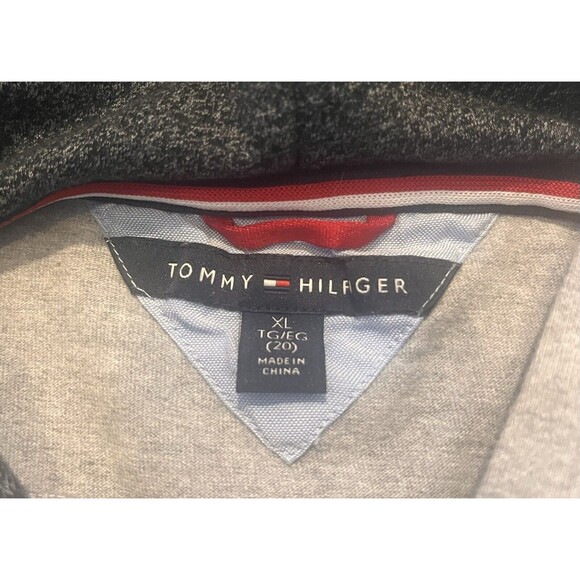 TOMMY HILFIGER
XL
TG/EG
(20)
MADE IN
CHINA